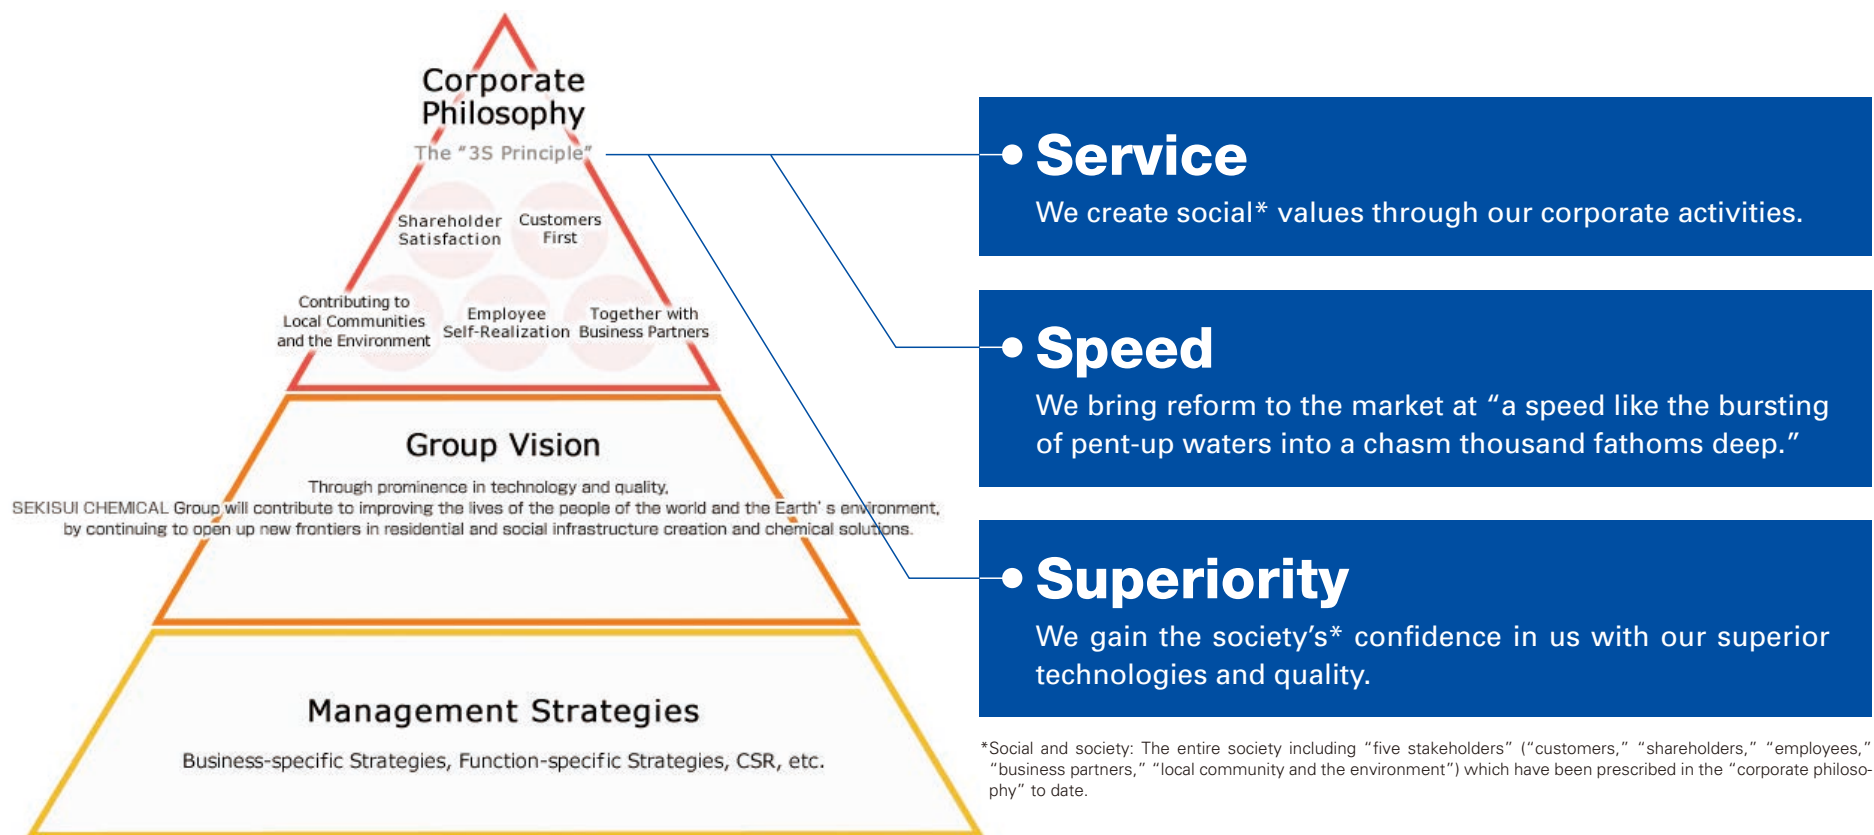 Corporate
Philosophy
The “3S Principle”
Shareholder
Satisfaction
Customers
First
Contributing to
Local Communities
and the Environment
Employee
Self-Realization
Together with
Business Partners
Group Vision
Through prominence in technology and quality,
SEKISUI CHEMICAL Group will contribute to improving the lives of the people of the world and the Earth’s environment,
by continuing to open up new frontiers in residential and social infrastructure creation and chemical solutions.
Management Strategies
Business-specific Strategies, Function-specific Strategies, CSR, etc.
Service
We create social* values through our corporate activities.
Speed
We bring reform to the market at “a speed like the bursting
of pent-up waters into a chasm thousand fathoms deep.”
Superiority
We gain the society’s* confidence in us with our superior
technologies and quality.
*Social and society: The entire society including “five stakeholders” (“customers,” “shareholders,” “employees,”
“business partners,” “local community and the environment”) which have been prescribed in the “corporate philoso-
phy” to date.